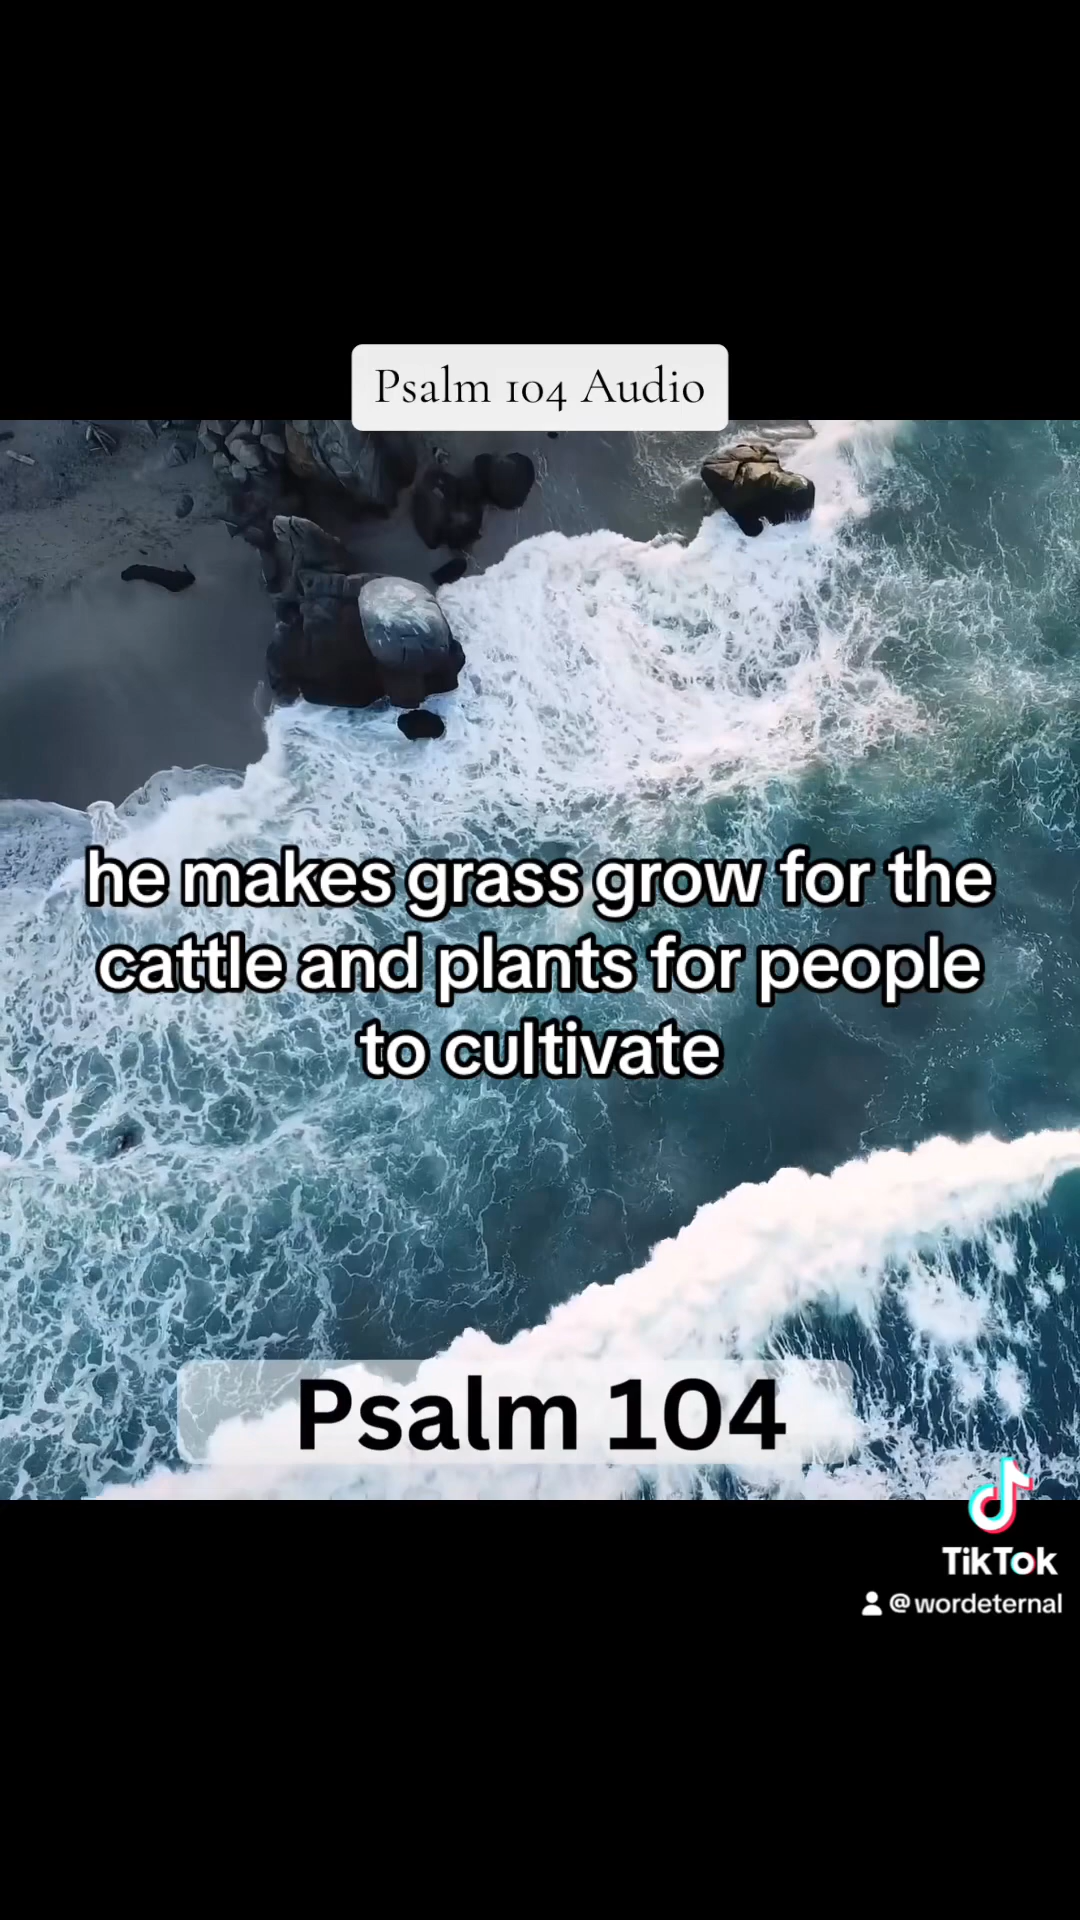 Psalm 104 Audio
he makes grass grow for the
cattle and plants for people
to cultivate
Psalm 104
TikTok
@wordeternal